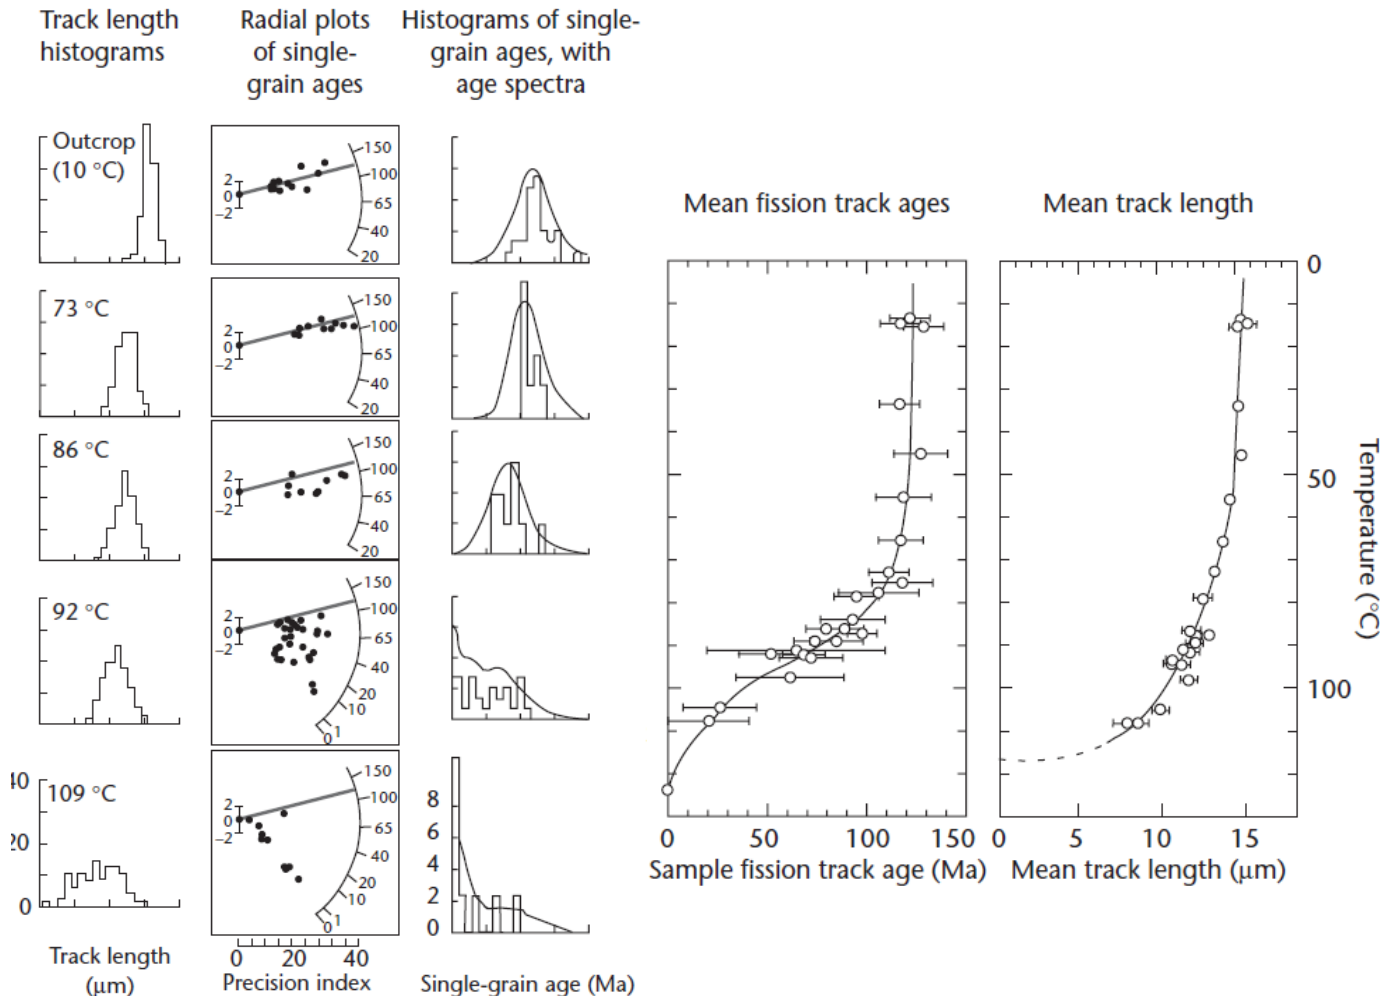 Track length
histograms
Radial plots
of single-
grain ages
Histograms of single-
grain ages, with
age spectra
Outcrop
(10 °C)
2
0
−2
150
100
65
40
20
73 °C
2
0
−2
150
100
65
40
20
86 °C
2
0
−2
150
100
65
40
20
92 °C
2
0
−2
150
100
65
40
20
10
1
0
40
20
0
109 °C
2
0
−2
150
100
65
40
20
10
1
0
8
6
4
2
0
Track length
(μm)
0 20 40
Precision index
Single-grain age (Ma)
Mean fission track ages
0 50 100 150
Sample fission track age (Ma)
Mean track length
0
50
100
Temperature (°C)
0 5 10 15
Mean track length (μm)